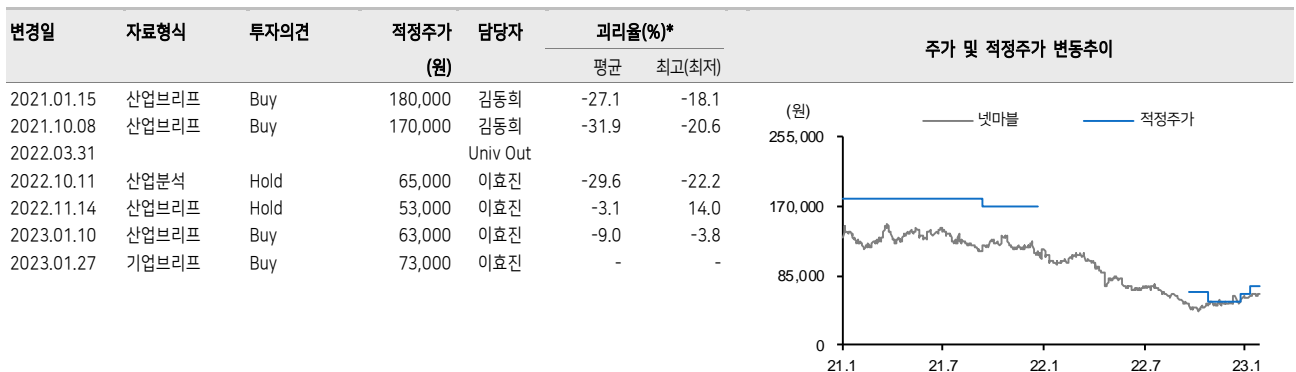 변경일 자료형식 투자의견 적정주가 담당자 괴리율(%)* 주가 및 적정주가 변동추이
(원) 평균 최고(최저)
2021.01.15 산업브리프 Buy 180,000 김동희 -27.1 -18.1
2021.10.08 산업브리프 Buy 170,000 김동희 -31.9 -20.6
2022.03.31 Univ Out
2022.10.11 산업분석 Hold 65,000 이효진 -29.6 -22.2
2022.11.14 산업브리프 Hold 53,000 이효진 -3.1 14.0
2023.01.10 산업브리프 Buy 63,000 이효진 -9.0 -3.8
2023.01.27 기업브리프 Buy 73,000 이효진 - -
(원)
넷마블 적정주가
255,000
170,000
85,000
0
21.1 21.7 22.1 22.7 23.1